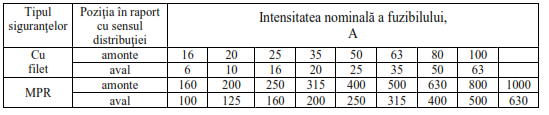 Tipul siguranțelor
Poziția în raport cu sensul distribuției
Intensitatea nominală a fuzibilului, A
Cu filet
amonte 16 20 25 35 50 63 80 100
aval 6 10 16 20 25 35 50 63
MPR
amonte 160 200 250 315 400 500 630 800 1000
aval 100 125 160 200 250 315 400 500 630